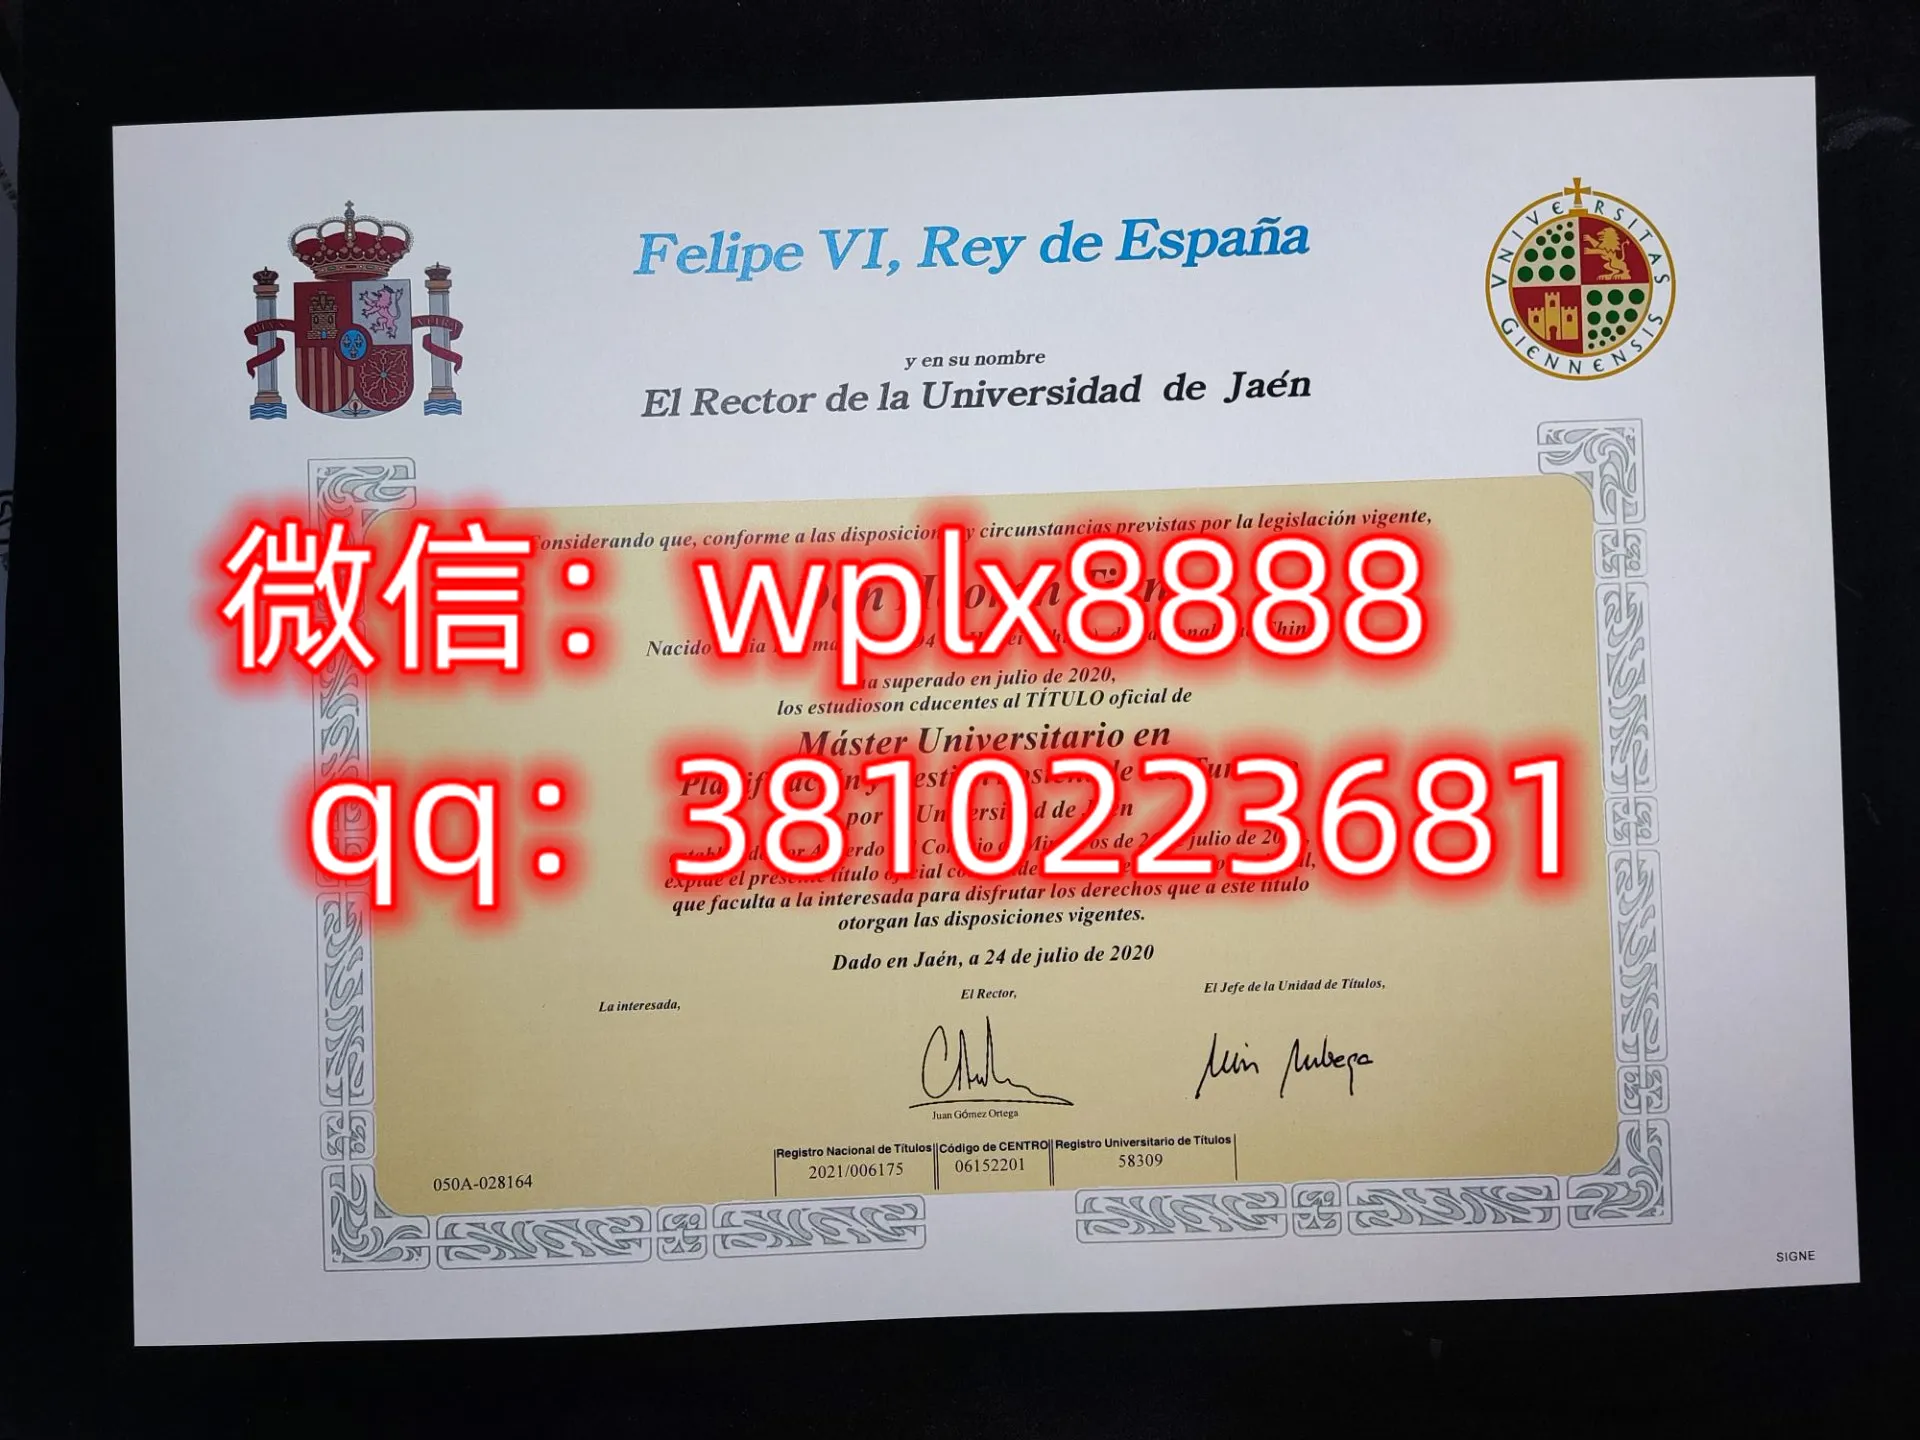 Felipe VI, Rey de España
UNIVERSITAS GIENNENSIS
y en su nombre
El Rector de la Universidad de Jaén
onsiderando que, conforme a las disposicion y circunstancias previstas por la legislación vigente,
微信：wplx8888
Nacido
superado en julio de 2020,
los estudioson cducentes al TÍTULO oficial de
Máster Universitario en
qq：3810223681
por
el
que faculta a la interesada para disfrutar los derechos que a este título
otorgan las disposiciones vigentes.
Dado en Jaén, a 24 de julio de 2020
La interesada,
El Rector,
El Jefe de la Unidad de Títulos,
Juan Gómez Ortega
Registro Nacional de Títulos Código de CENTRO Registro Universitario de Títulos
2021/006175 06152201 58309
050A-028164
SIGNE